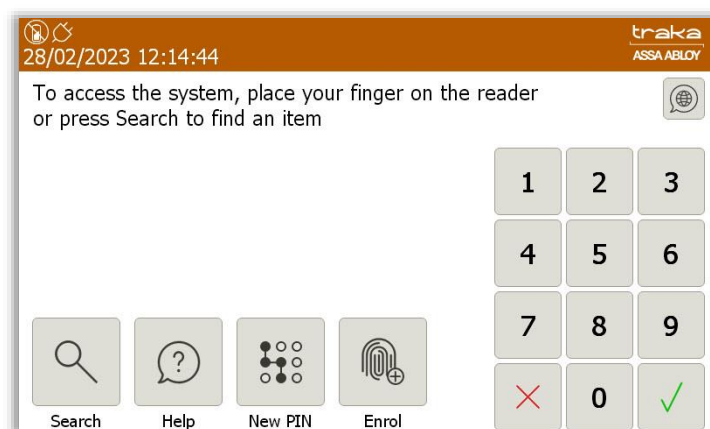 traka
28/02/2023 12:14:44
ASSA ABLOY
To access the system, place your finger on the reader
or press Search to find an item
1 2 3
4 5 6
7 8 9
0
?
Search Help New PIN Enrol